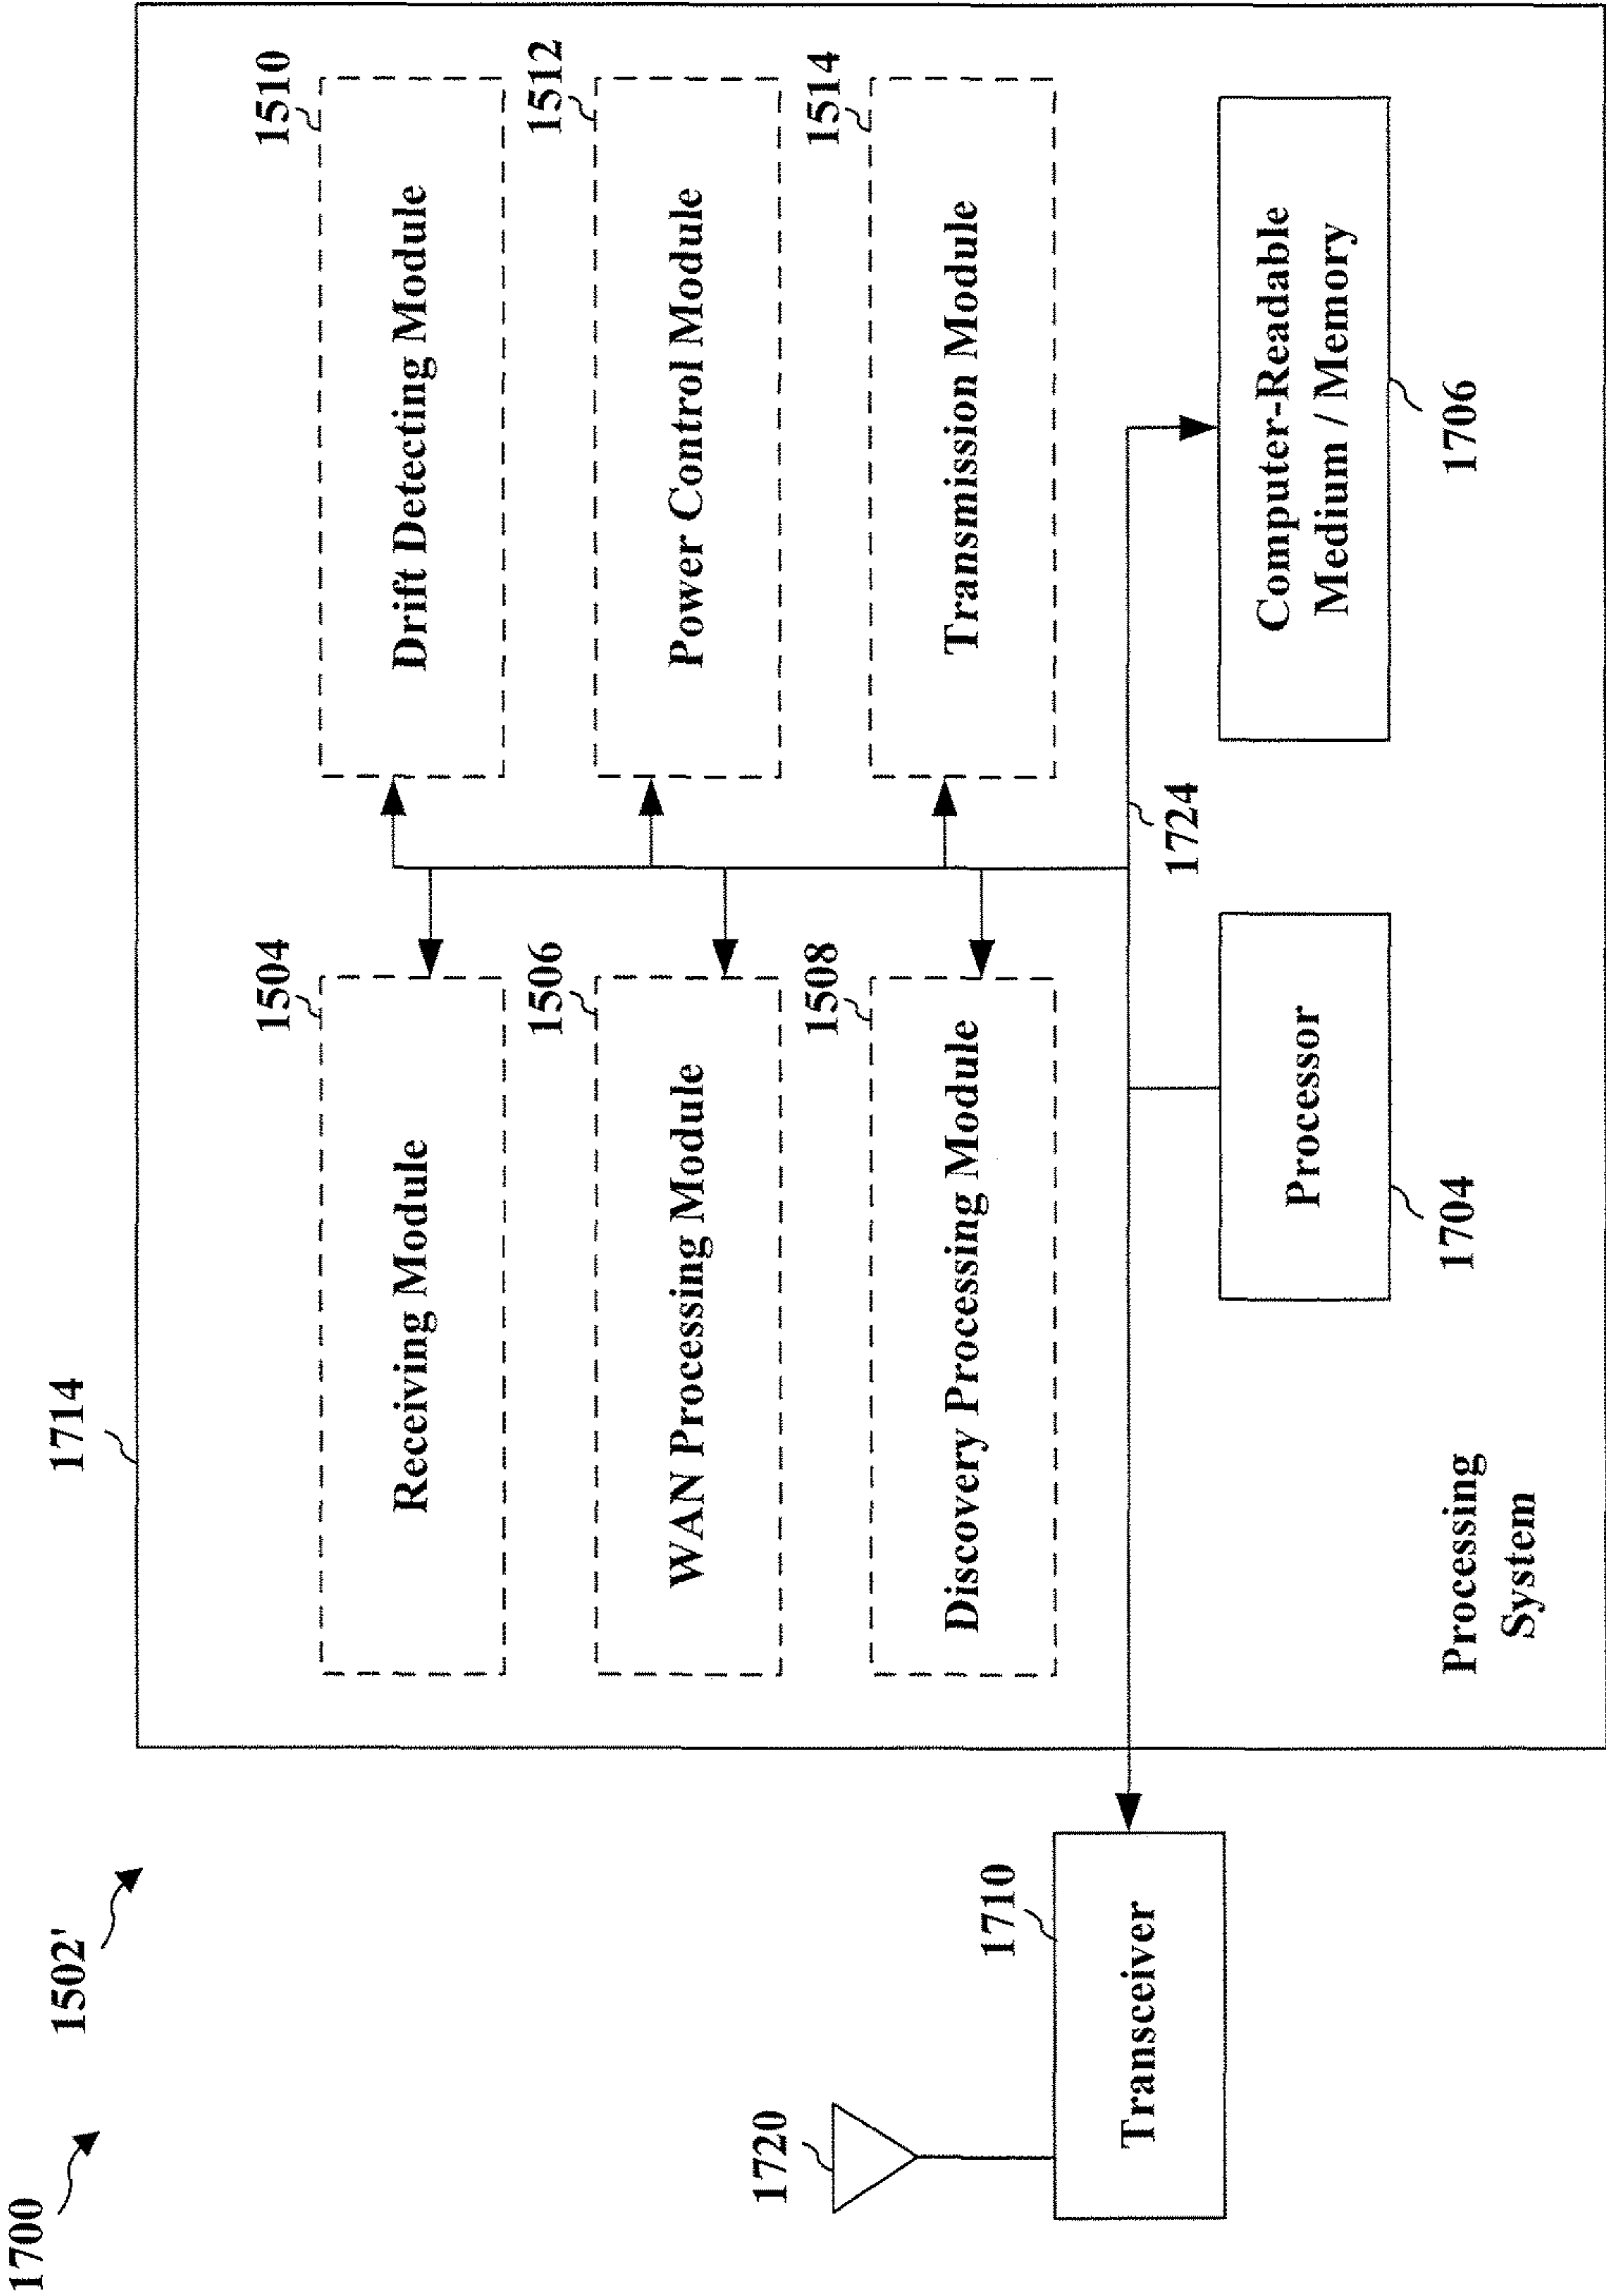 1700
1502'
1714
1504
Receiving Module
1510
Drift Detecting Module
1506
WAN Processing Module
1512
Power Control Module
1508
Discovery Processing Module
1514
Transmission Module
1720
1710
Transceiver
1724
Processor
1704
Computer-Readable
Medium / Memory
1706
Processing
System